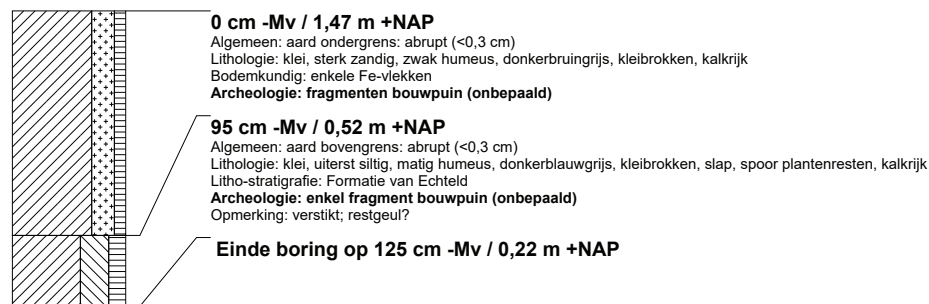 0 cm -Mv / 1,47 m +NAP
Algemeen: aard ondergrens: abrupt (<0,3 cm)
Lithologie: klei, sterk zandig, zwak humeus, donkerbruingrijs, kleibrokken, kalkrijk
Bodemkundig: enkele Fe-vlekken
Archeologie: fragmenten bouwpuin (onbepaald)
95 cm -Mv / 0,52 m +NAP
Algemeen: aard bovengrens: abrupt (<0,3 cm)
Lithologie: klei, uiterst siltig, matig humeus, donkerblauwgrijs, kleibrokken, slap, spoor plantenresten, kalkrijk
Litho-stratigrafie: Formatie van Echteld
Archeologie: enkel fragment bouwpuin (onbepaald)
Opmerking: verstikt; restgeul?
Einde boring op 125 cm -Mv / 0,22 m +NAP